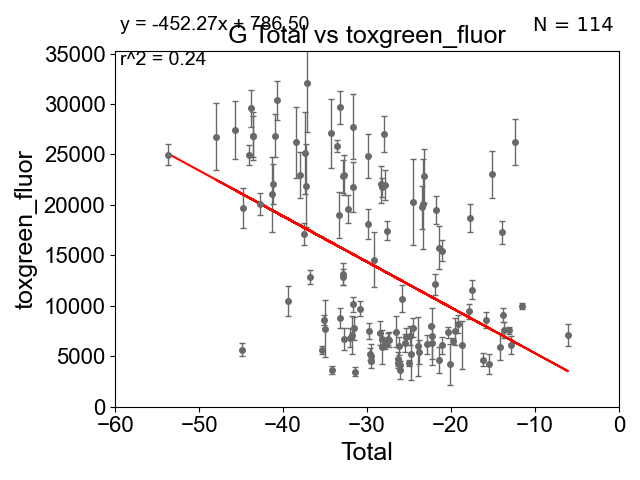 y = -452.27x + 786.50
G Total vs toxgreen_fluor
N = 114
r^2 = 0.24
35000
30000
25000
20000
15000
10000
5000
0
toxgreen_fluor
−60
−50
−40
−30
−20
−10
0
Total